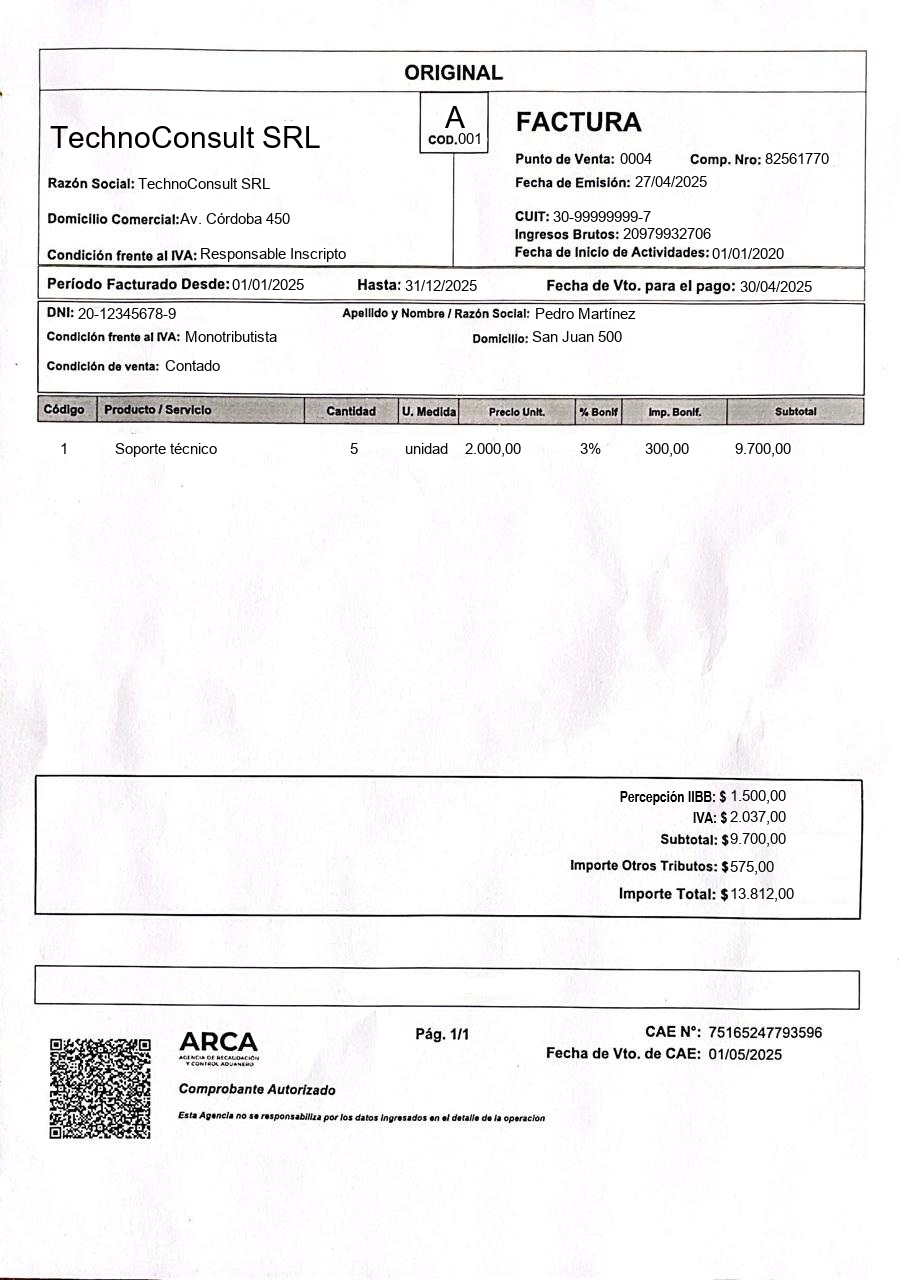 ORIGINAL
A
COD.001
TechnoConsult SRL
FACTURA
Punto de Venta: 0004 Comp. Nro: 82561770
Razón Social: TechnoConsult SRL
Fecha de Emisión: 27/04/2025
Domicilio Comercial:Av. Córdoba 450
CUIT: 30-99999999-7
Ingresos Brutos: 20979932706
Condición frente al IVA: Responsable Inscripto
Fecha de Inicio de Actividades: 01/01/2020
Período Facturado Desde: 01/01/2025 Hasta: 31/12/2025 Fecha de Vto. para el pago: 30/04/2025
DNI: 20-12345678-9 Apellido y Nombre / Razón Social: Pedro Martínez
Condición frente al IVA: Monotributista Domicilio: San Juan 500
Condición de venta: Contado
Código Producto / Servicio Cantidad U. Medida Precio Unit. % Bonif Imp. Bonif. Subtotal
1 Soporte técnico 5 unidad 2.000,00 3% 300,00 9.700,00
Percepción IIBB: $ 1.500,00
IVA: $ 2.037,00
Subtotal: $ 9.700,00
Importe Otros Tributos: $ 575,00
Importe Total: $ 13.812,00
ARCA
AGENCIA DE RECAUDACIÓN
Y CONTROL ADUANERO
Pág. 1/1
CAE N°: 75165247793596
Fecha de Vto. de CAE: 01/05/2025
Comprobante Autorizado
Esta Agencia no se responsabiliza por los datos ingresados en el detalle de la operación